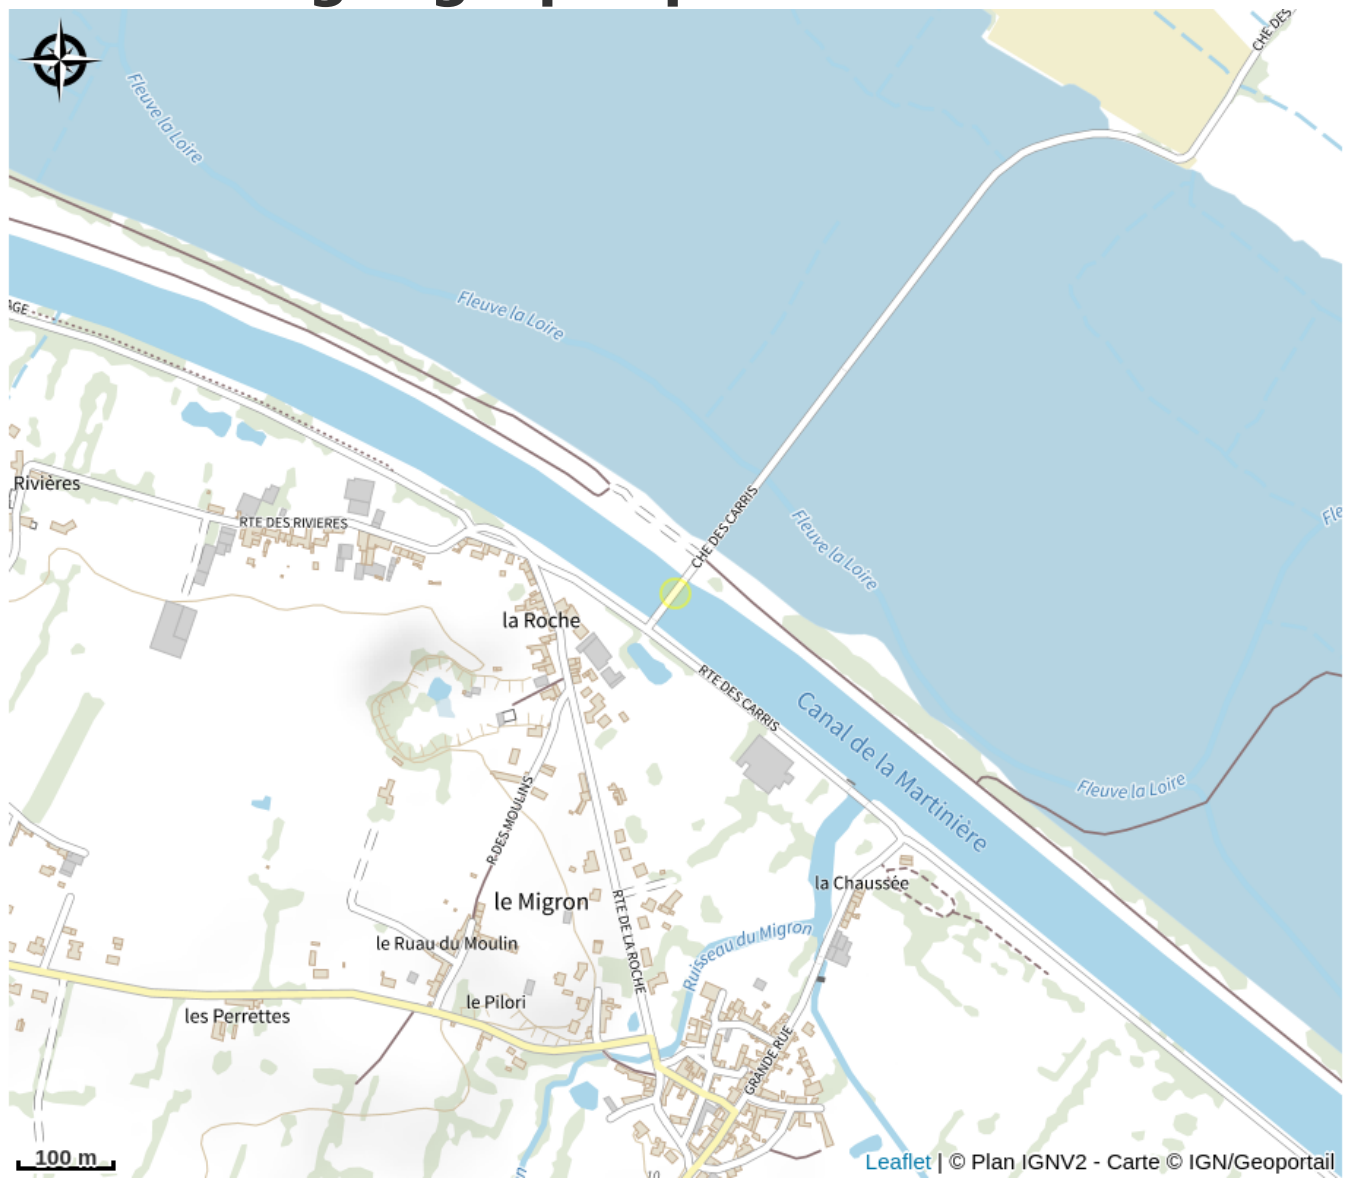 CHE DES
Fleuve la Loire
Fleuve la Loire
AGE
Rivières
RTE DES RIVIERES
CHE DES CARRIS
Fleuve la Loire
Fle
la Roche
RTE DES CARRIS
Canal de la Martinière
Fleuve la Loire
R DES MOULINS
la Chaussée
le Migron
RTE DE LA ROCHE
Ruisseau du Migron
le Ruau du Moulin
le Pilori
les Perrettes
GRANDE RUE
100 m
Leaflet | © Plan IGNV2 - Carte © IGN/Geoportail